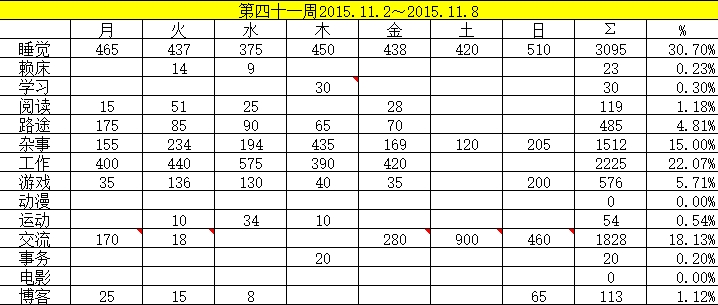 第四十一周2015.11.2～2015.11.8
月 火 水 木 金 土 日 Σ %
睡觉 465 437 375 450 438 420 510 3095 30.70%
赖床 14 9 23 0.23%
学习 30 30 0.30%
阅读 15 51 25 28 119 1.18%
路途 175 85 90 65 70 485 4.81%
杂事 155 234 194 435 169 120 205 1512 15.00%
工作 400 440 575 390 420 2225 22.07%
游戏 35 136 130 40 35 200 576 5.71%
动漫 0 0.00%
运动 10 34 10 54 0.54%
交流 170 18 280 900 460 1828 18.13%
事务 20 20 0.20%
电影 0 0.00%
博客 25 15 8 65 113 1.12%